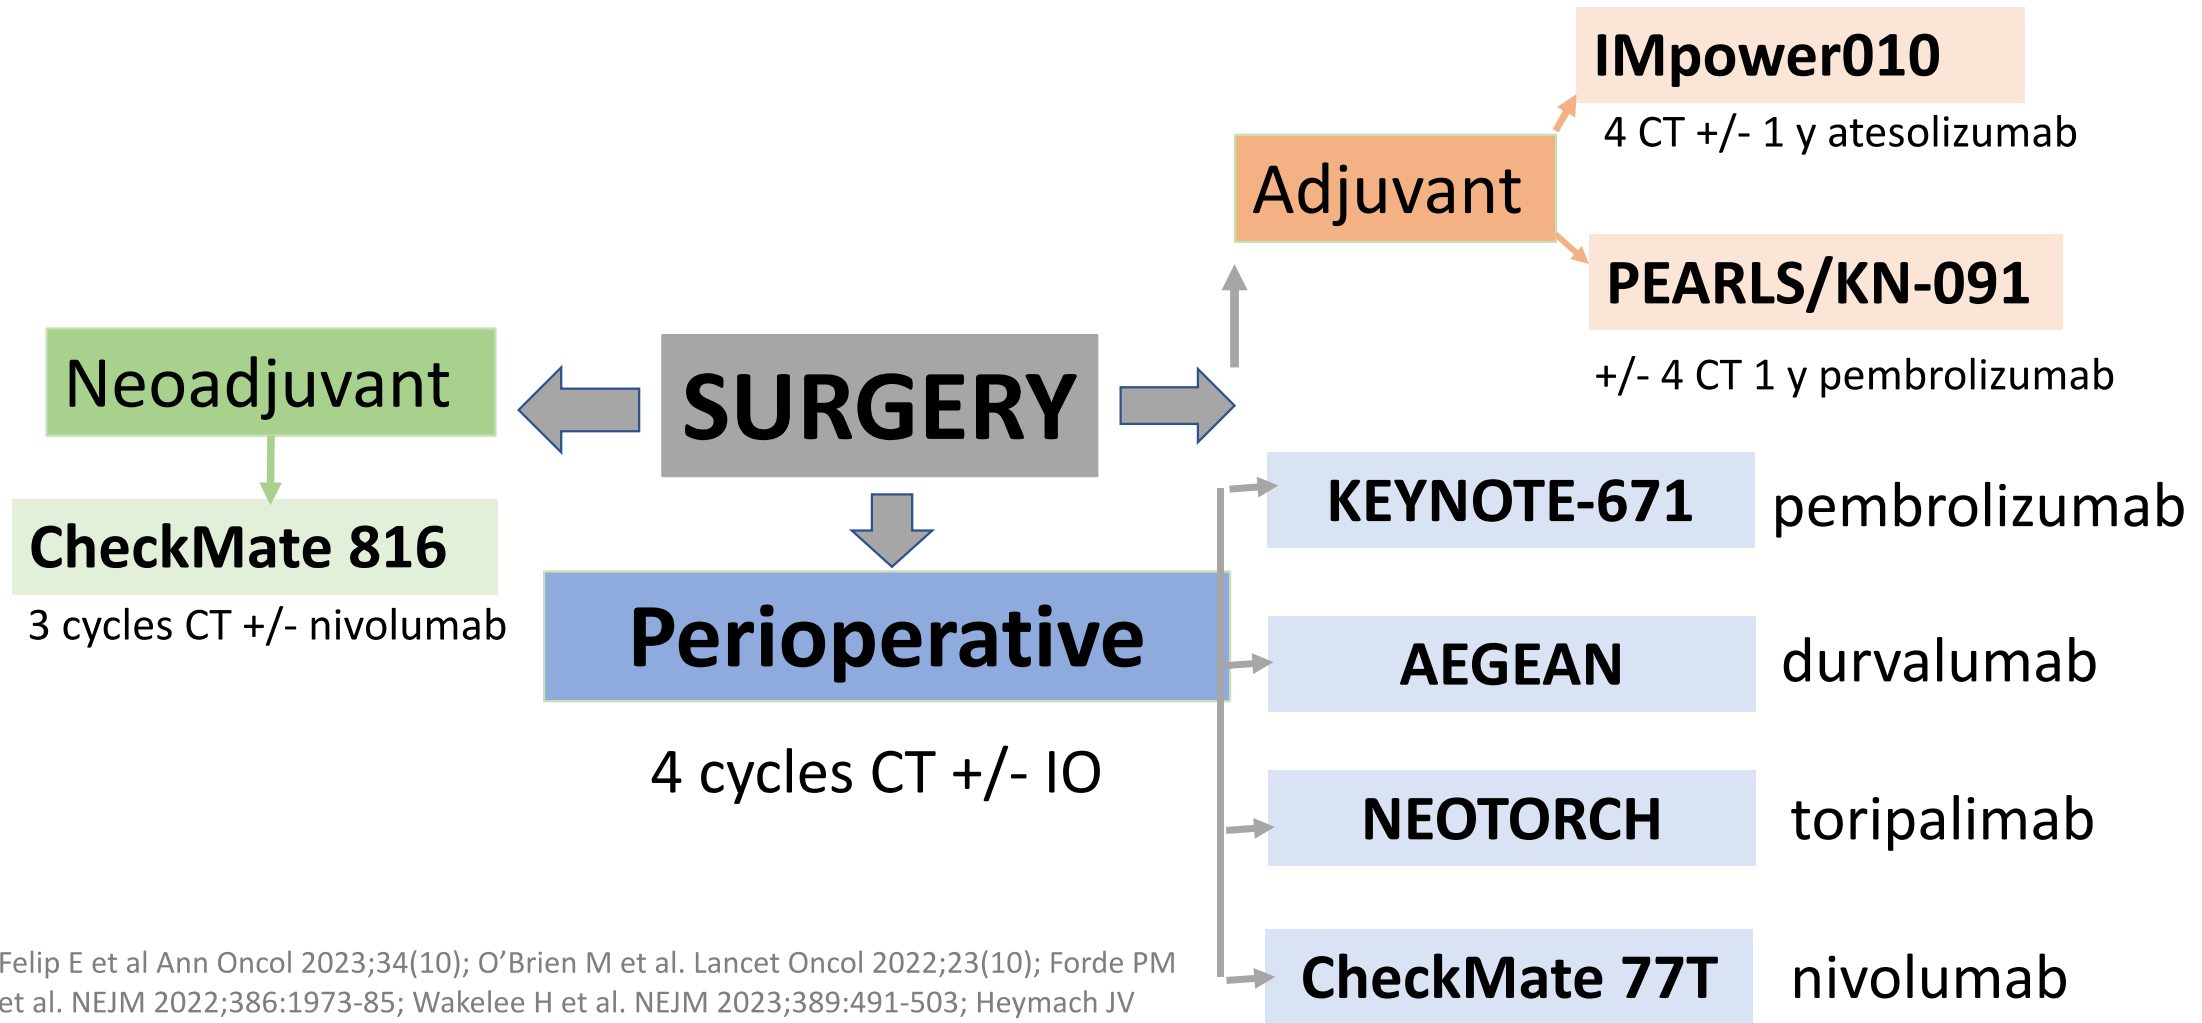 IMpower010
4 CT +/- 1 y atesolizumab
Adjuvant
PEARLS/KN-091
+/- 4 CT 1 y pembrolizumab
Neoadjuvant
SURGERY
CheckMate 816
3 cycles CT +/- nivolumab
Perioperative
4 cycles CT +/- IO
KEYNOTE-671 pembrolizumab
AEGEAN durvalumab
NEOTORCH toripalimab
CheckMate 77T nivolumab
Felip E et al Ann Oncol 2023;34(10); O’Brien M et al. Lancet Oncol 2022;23(10); Forde PM
et al. NEJM 2022;386:1973-85; Wakelee H et al. NEJM 2023;389:491-503; Heymach JV